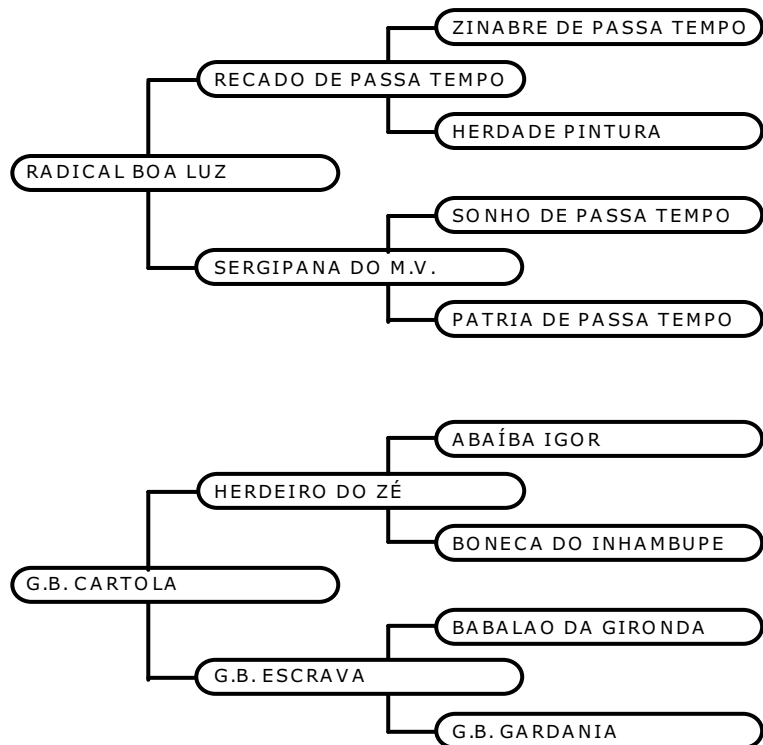 ZINABRE DE PASSA TEMPO
RECADO DE PASSA TEMPO
HERDADE PINTURA
RADICAL BOA LUZ
SONHO DE PASSA TEMPO
SERGIPANA DO M.V.
PATRIA DE PASSA TEMPO
ABAÍBA IGOR
HERDEIRO DO ZÉ
BONECA DO INHAMBUPE
G.B. CARTOLA
BABALAO DA GIRONDA
G.B. ESCRAVA
G.B. GARDANIA